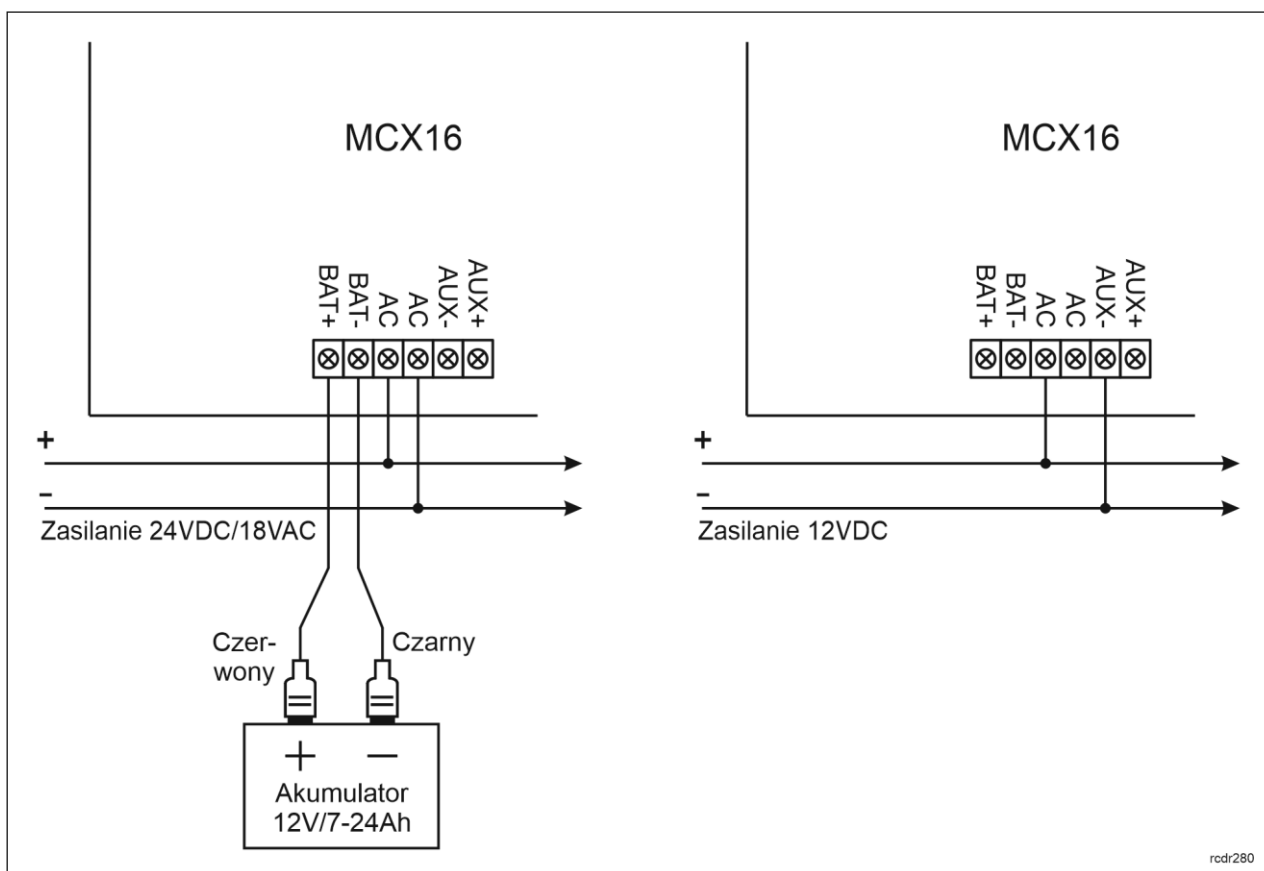 MCX16
BAT+
BAT-
AC
AC
AUX-
AUX+
+
–
Zasilanie 24VDC/18VAC
Czer-
wony
Czarny
+ –
Akumulator
12V/7-24Ah
MCX16
BAT+
BAT-
AC
AC
AUX-
AUX+
+
–
Zasilanie 12VDC
rcdr280